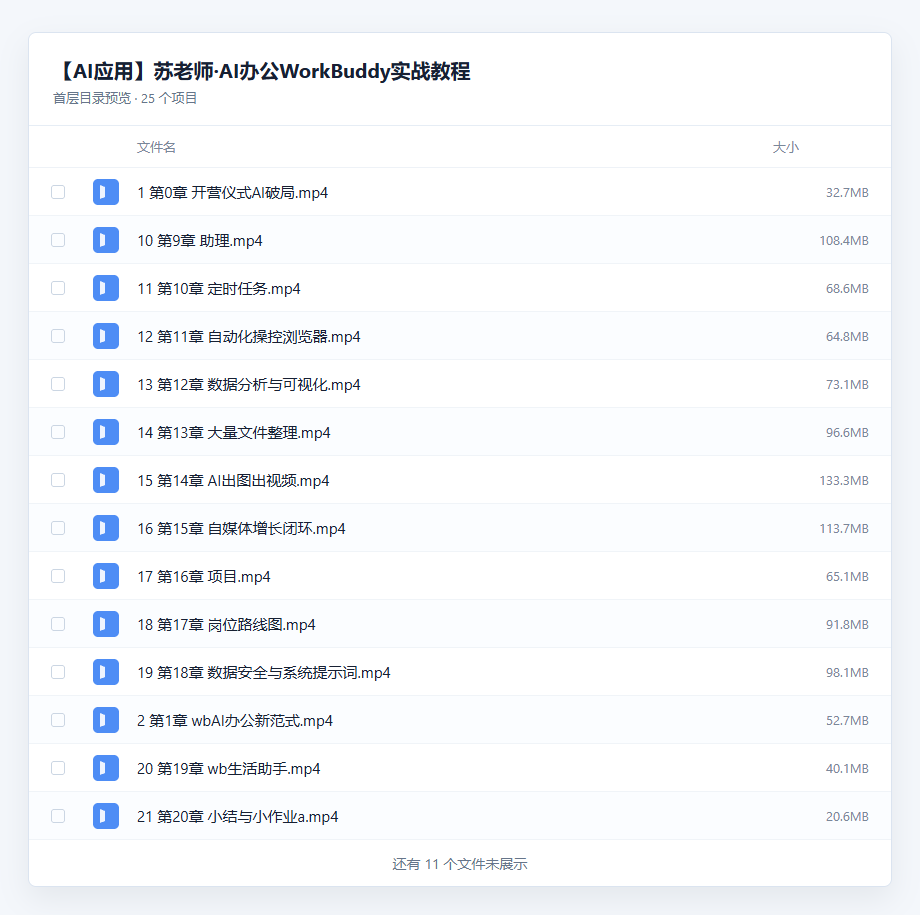 【AI应用】苏老师·AI办公WorkBuddy实战教程
首层目录预览 · 25 个项目
文件名 大小
1 第0章 开营仪式AI破局.mp4 32.7MB
10 第9章 助理.mp4 108.4MB
11 第10章 定时任务.mp4 68.6MB
12 第11章 自动化操控浏览器.mp4 64.8MB
13 第12章 数据分析与可视化.mp4 73.1MB
14 第13章 大量文件整理.mp4 96.6MB
15 第14章 AI出图出视频.mp4 133.3MB
16 第15章 自媒体增长闭环.mp4 113.7MB
17 第16章 项目.mp4 65.1MB
18 第17章 岗位路线图.mp4 91.8MB
19 第18章 数据安全与系统提示词.mp4 98.1MB
2 第1章 wbAI办公新范式.mp4 52.7MB
20 第19章 wb生活助手.mp4 40.1MB
21 第20章 小结与小作业a.mp4 20.6MB
还有 11 个文件未展示